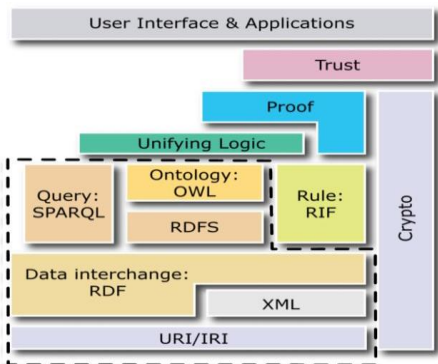 User Interface & Applications
Trust
Proof
Unifying Logic
Query:
SPARQL
Ontology:
OWL
RDFS
Rule:
RIF
Crypto
Data interchange:
RDF
XML
URI/IRI